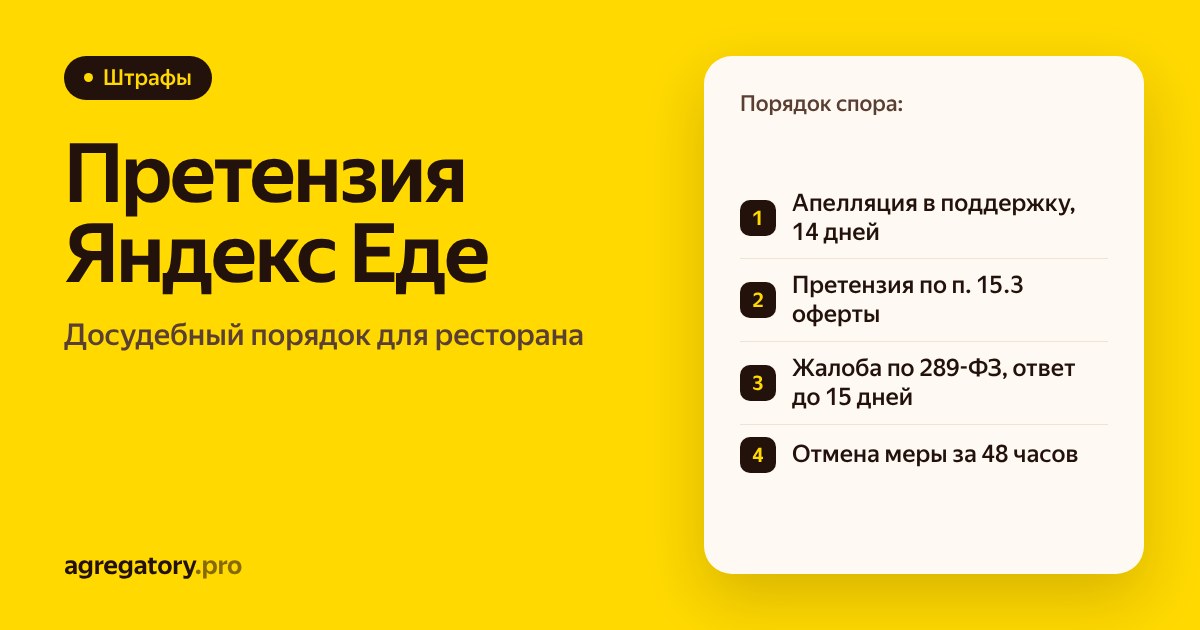 Штрафы
Претензия
Яндекс Еде
Досудебный порядок для ресторана
agregatory.pro
Порядок спора:
1 Апелляция в поддержку,
14 дней
2 Претензия по п. 15.3
оферты
3 Жалоба по 289-ФЗ, ответ
до 15 дней
4 Отмена меры за 48 часов